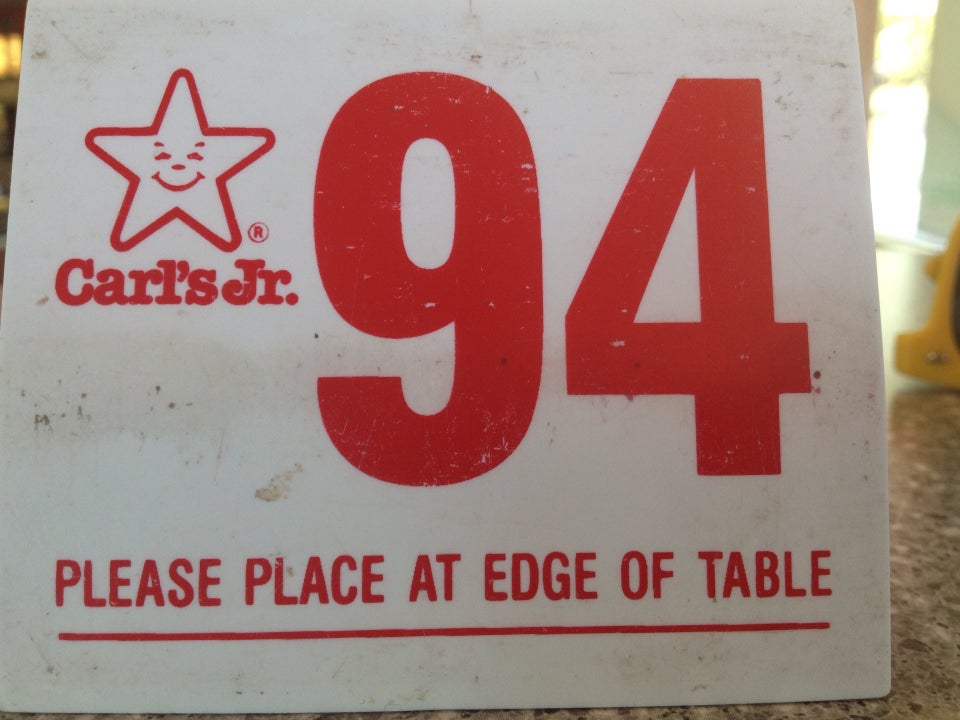 94
®
Carl's Jr.
PLEASE PLACE AT EDGE OF TABLE